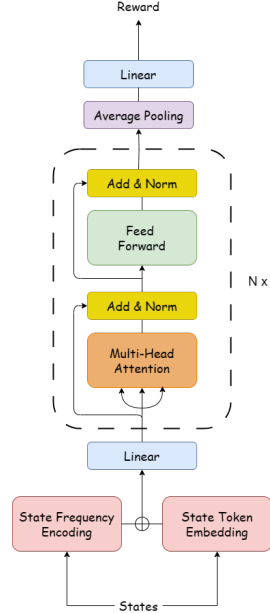 Reward
Linear
Average Pooling
Add & Norm
Feed
Forward
N x
Add & Norm
Multi-Head
Attention
Linear
State Frequency
Encoding
State Token
Embedding
States